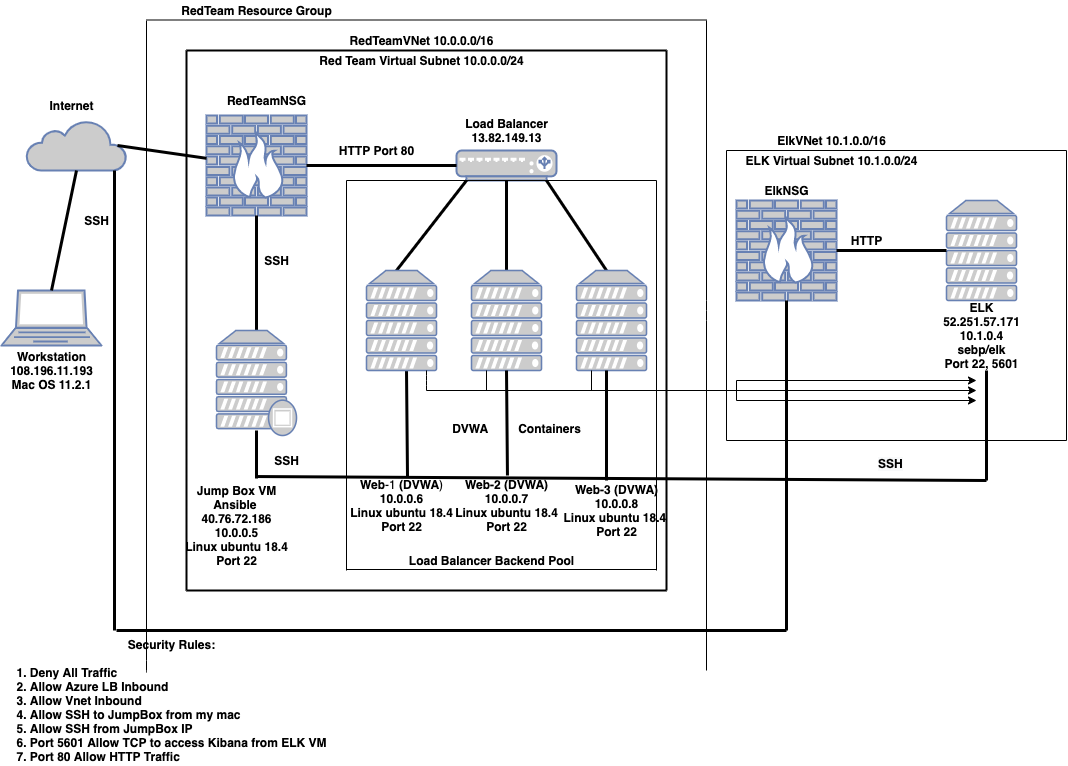 RedTeam Resource Group
RedTeamVNet 10.0.0.0/16
Red Team Virtual Subnet 10.0.0.0/24
Internet
RedTeamNSG
Load Balancer
13.82.149.13
HTTP Port 80
ElkVNet 10.1.0.0/16
ELK Virtual Subnet 10.1.0.0/24
ElkNSG
SSH
SSH
HTTP
ELK
52.251.57.171
10.1.0.4
sebp/elk
Port 22, 5601
Workstation
108.196.11.193
Mac OS 11.2.1
DVWA
Containers
SSH
SSH
Jump Box VM
Ansible
40.76.72.186
10.0.0.5
Linux ubuntu 18.4
Port 22
Web-1 (DVWA)
10.0.0.6
Linux ubuntu 18.4
Port 22
Web-2 (DVWA)
10.0.0.7
Linux ubuntu 18.4
Port 22
Web-3 (DVWA)
10.0.0.8
Linux ubuntu 18.4
Port 22
Load Balancer Backend Pool
Security Rules:
1. Deny All Traffic
2. Allow Azure LB Inbound
3. Allow Vnet Inbound
4. Allow SSH to JumpBox from my mac
5. Allow SSH from JumpBox IP
6. Port 5601 Allow TCP to access Kibana from ELK VM
7. Port 80 Allow HTTP Traffic